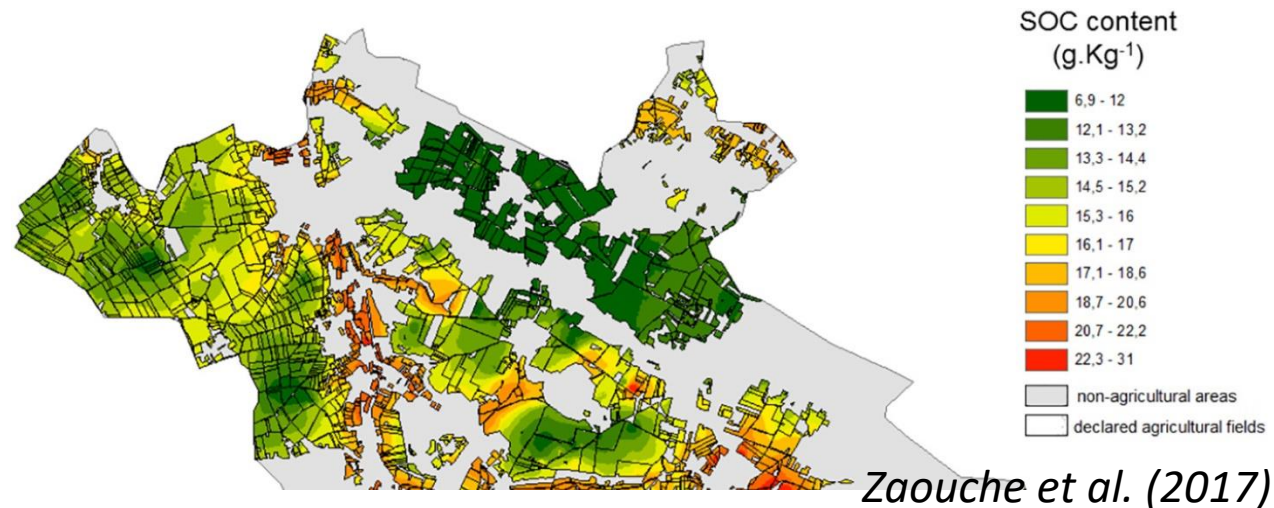 SOC content
(g.Kg⁻¹)
6,9 - 12
12,1 - 13,2
13,3 - 14,4
14,5 - 15,2
15,3 - 16
16,1 - 17
17,1 - 18,6
18,7 - 20,6
20,7 - 22,2
22,3 - 31
non-agricultural areas
declared agricultural fields
Zaouche et al. (2017)